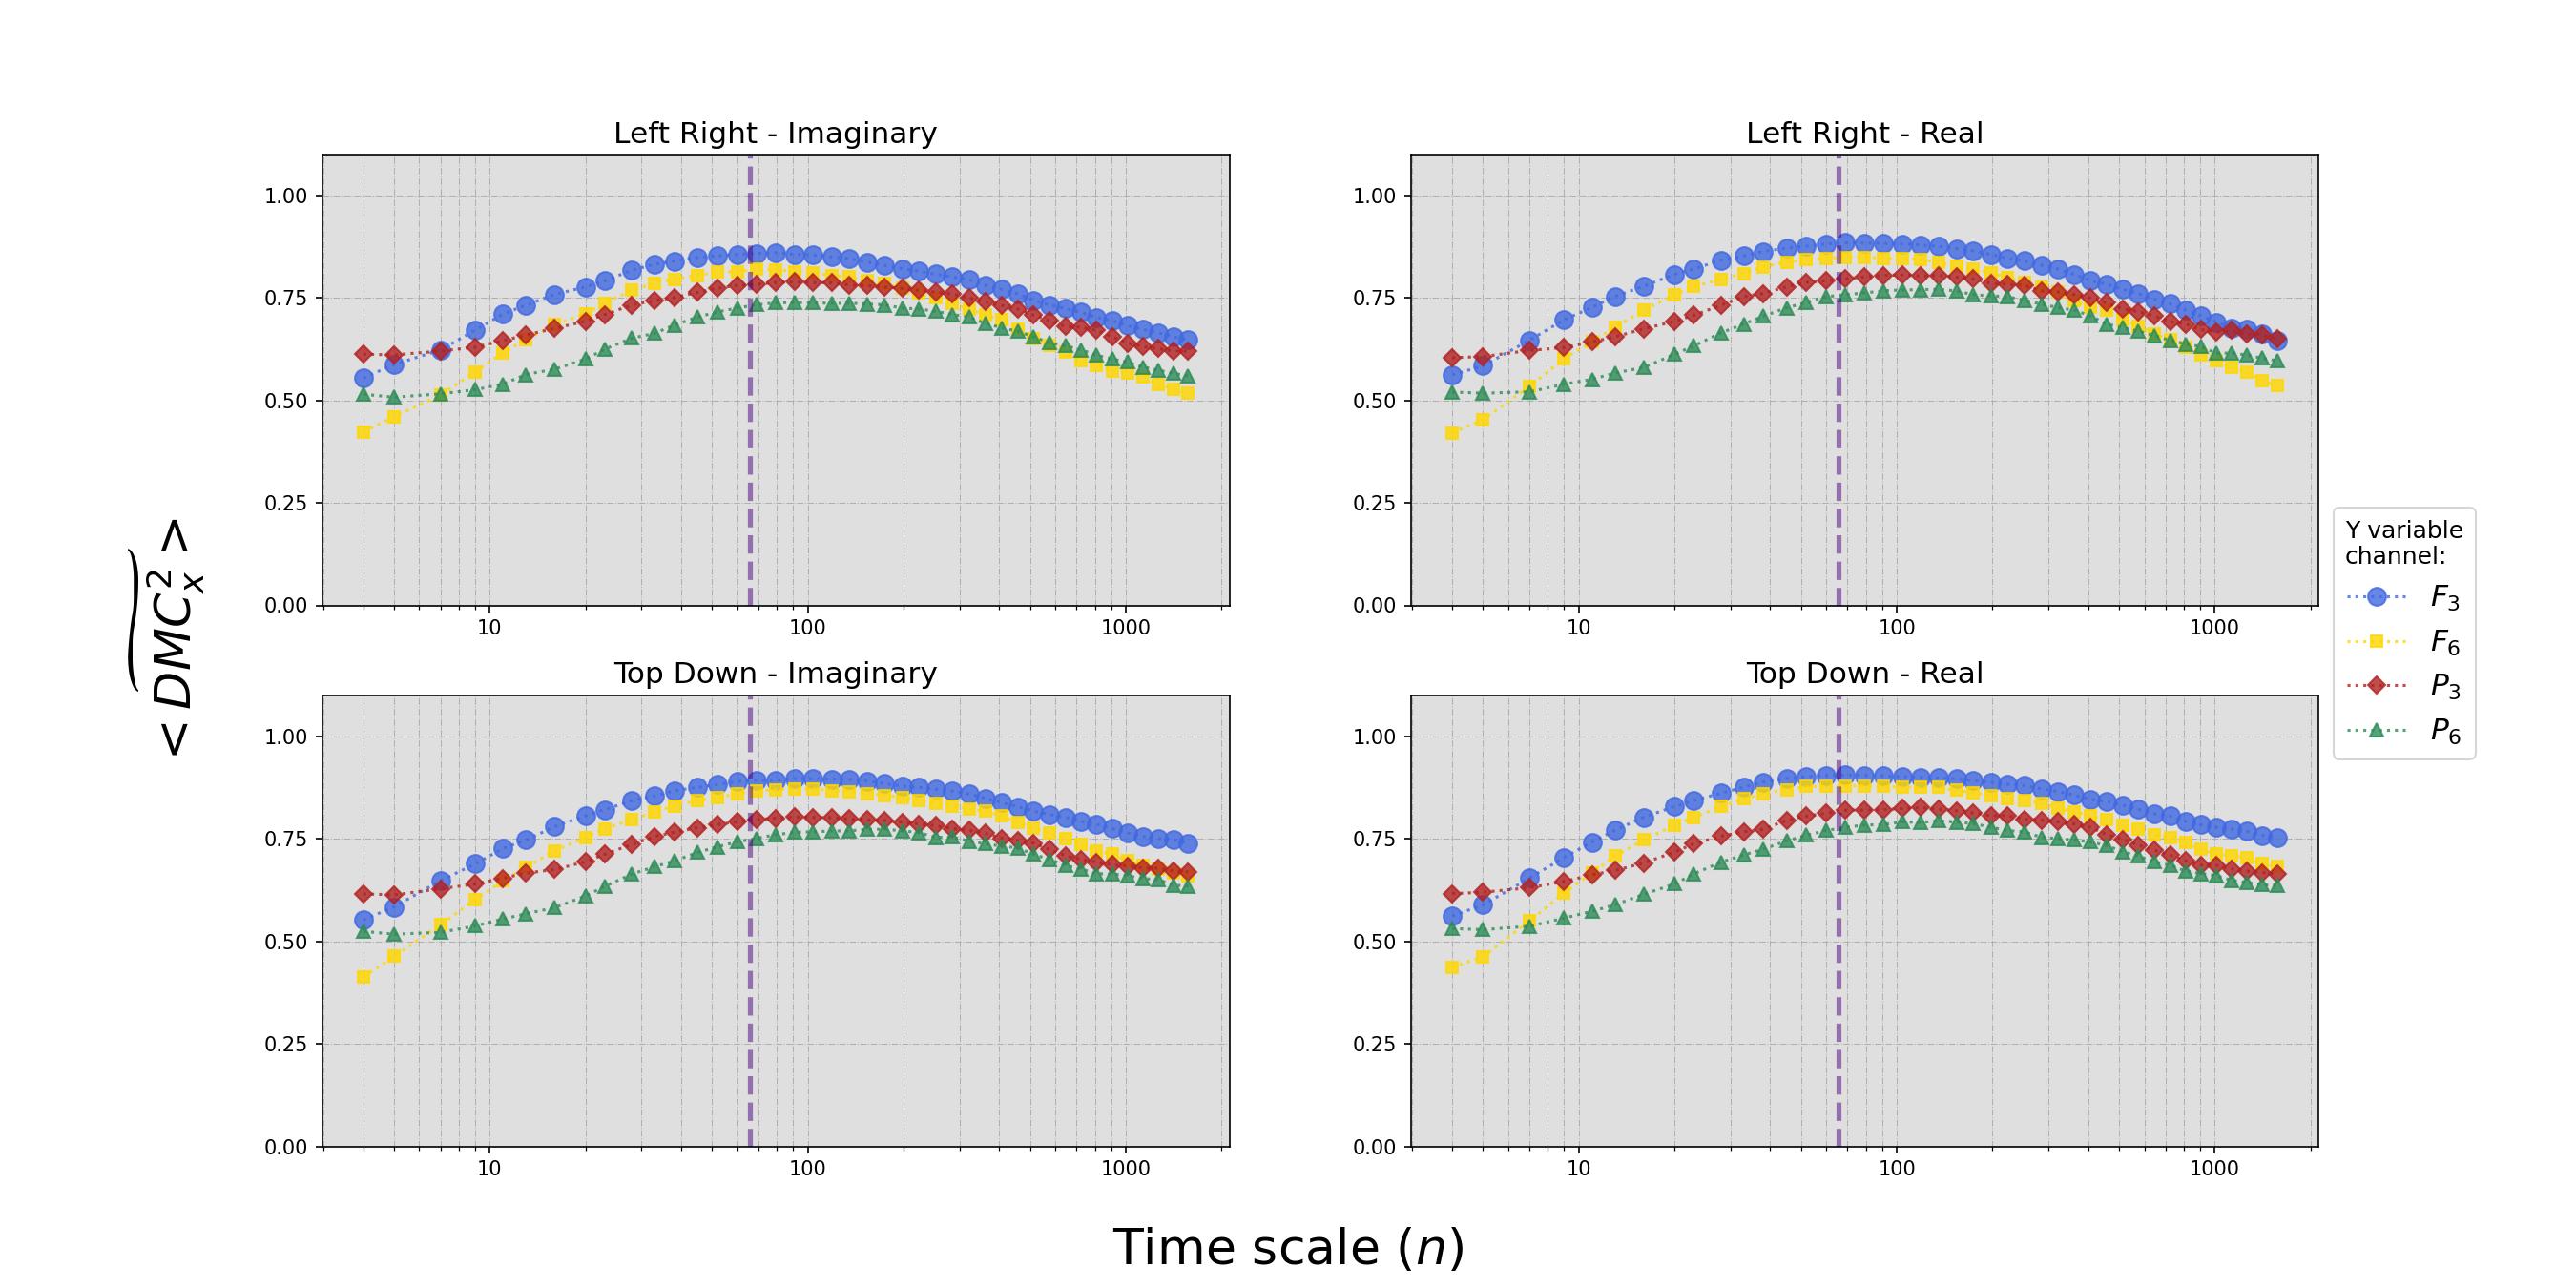 Left Right - Imaginary
1.00
0.75
0.50
0.25
0.00
10 100 1000
Left Right - Real
1.00
0.75
0.50
0.25
0.00
10 100 1000
Top Down - Imaginary
1.00
0.75
0.50
0.25
0.00
10 100 1000
Top Down - Real
1.00
0.75
0.50
0.25
0.00
10 100 1000
Y variable
channel:
F₃
F₆
P₃
P₆
< \widetilde{DMC_x^2} >
Time scale (n)